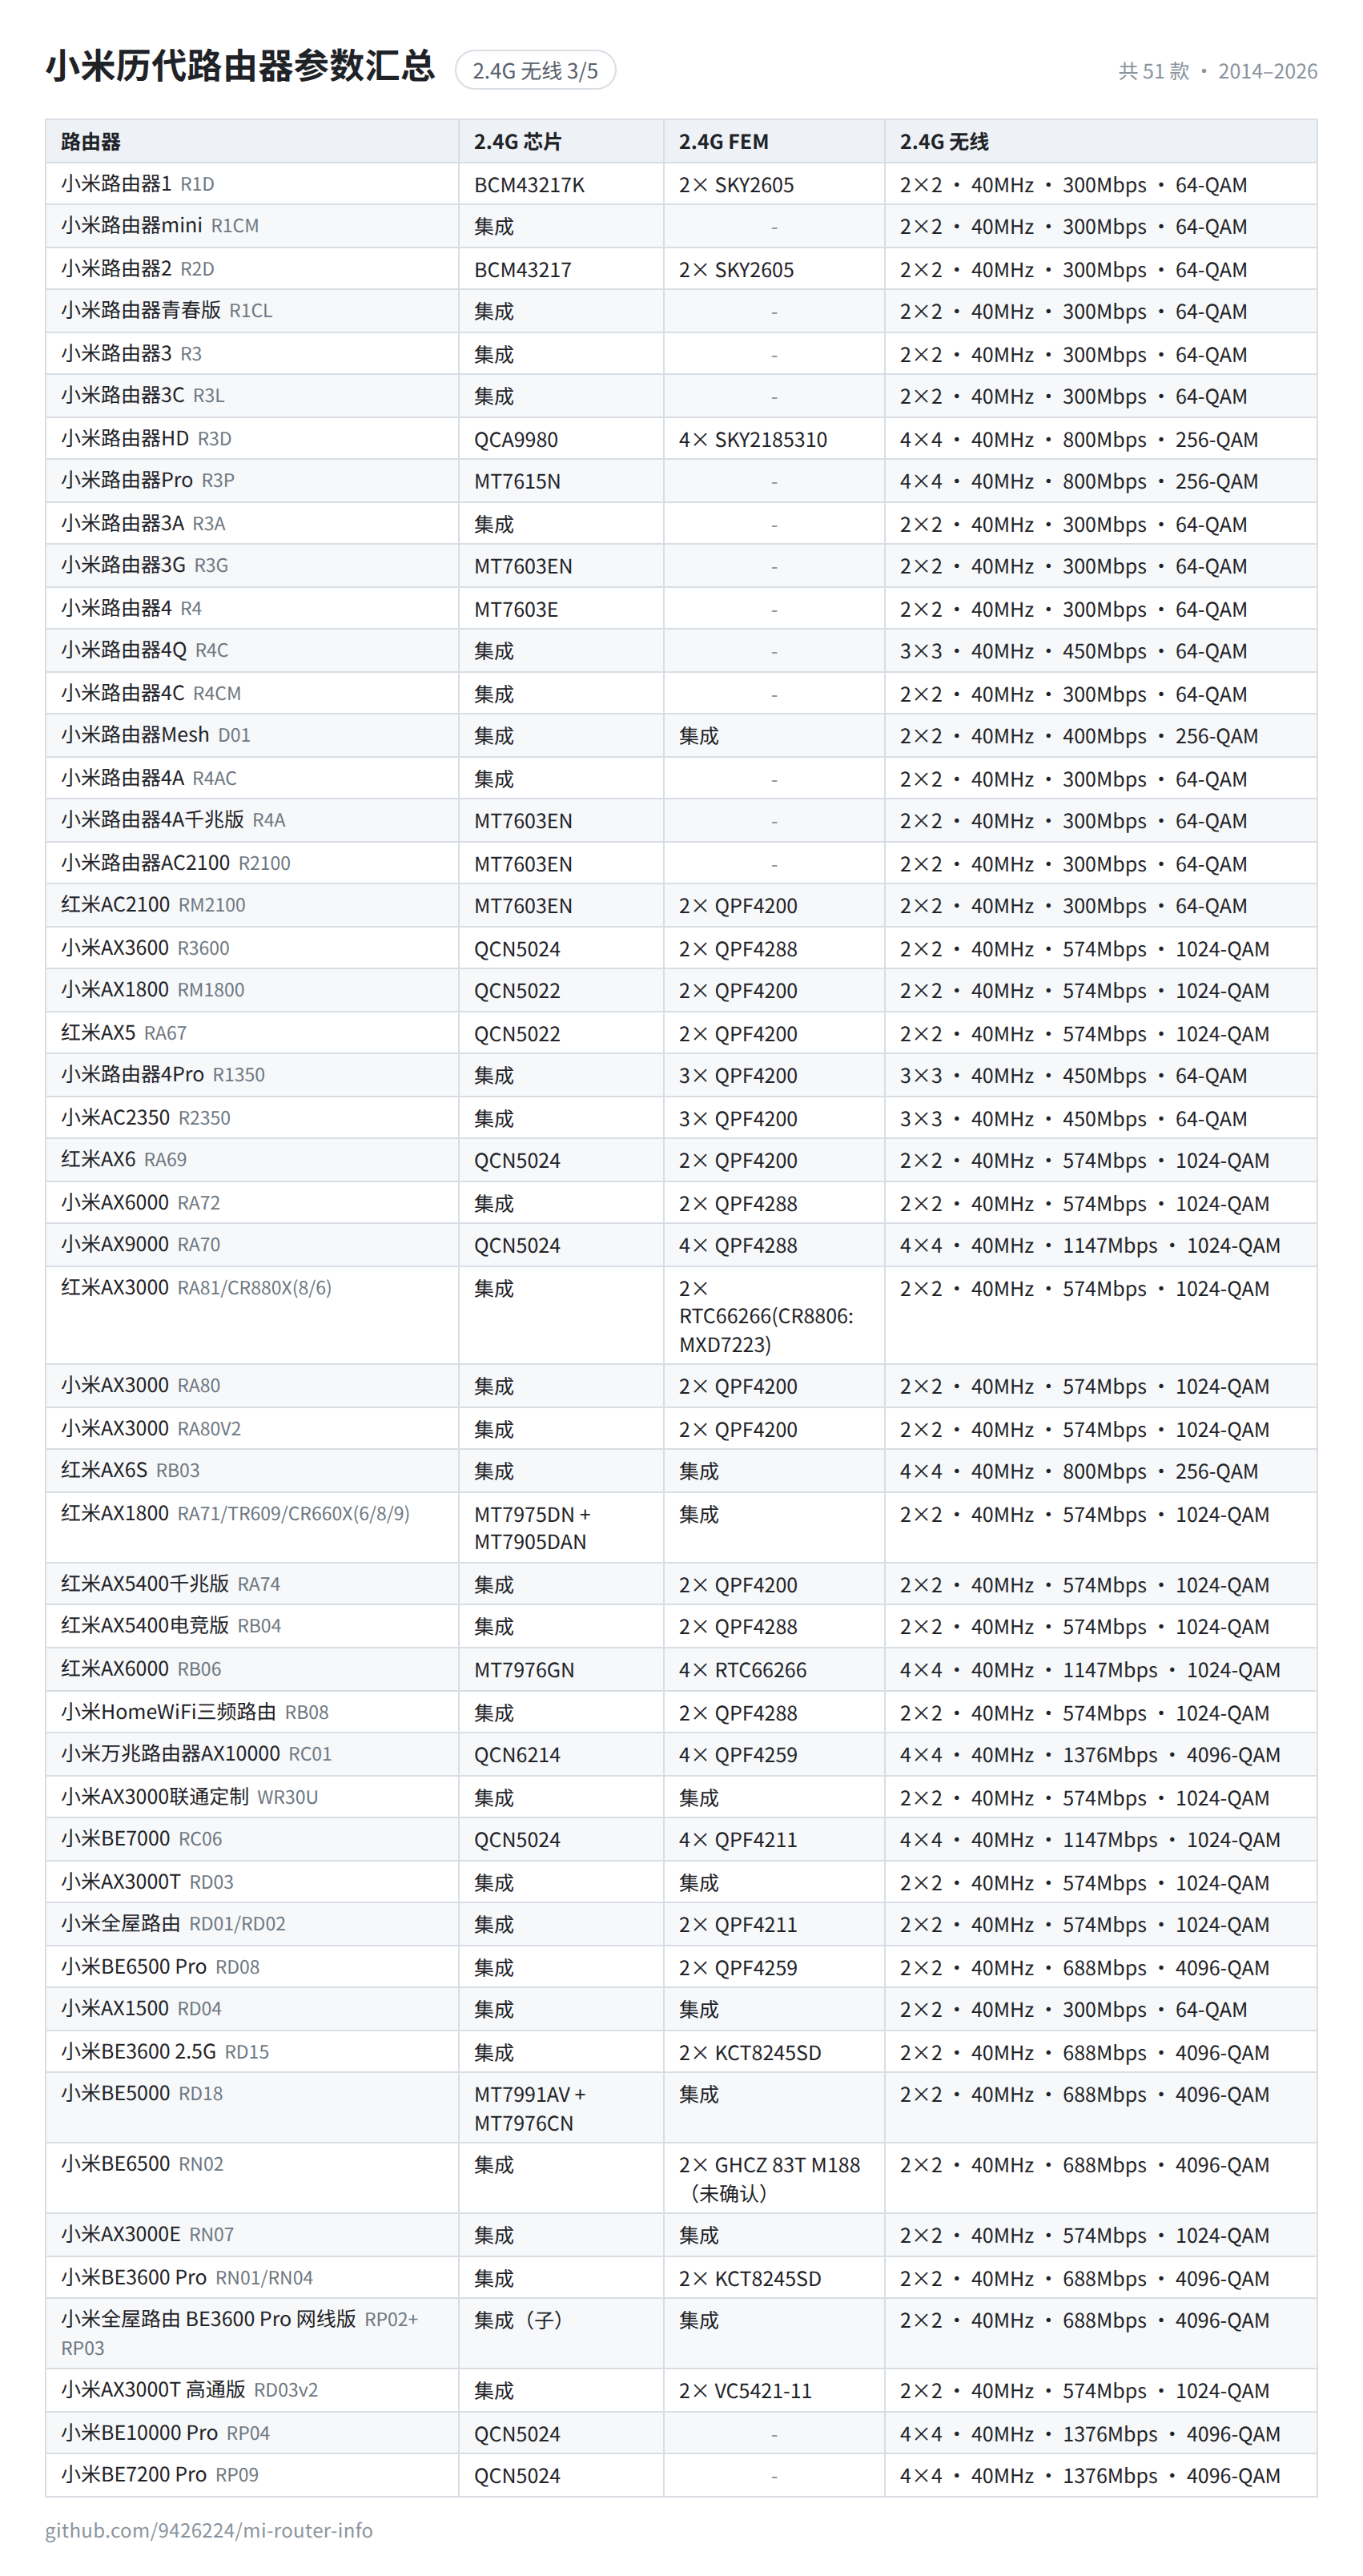 小米历代路由器参数汇总 2.4G 无线 3/5 共 51 款 • 2014–2026
路由器 2.4G 芯片 2.4G FEM 2.4G 无线
小米路由器1 R1D BCM43217K 2× SKY2605 2×2 • 40MHz • 300Mbps • 64-QAM
小米路由器mini R1CM 集成 - 2×2 • 40MHz • 300Mbps • 64-QAM
小米路由器2 R2D BCM43217 2× SKY2605 2×2 • 40MHz • 300Mbps • 64-QAM
小米路由器青春版 R1CL 集成 - 2×2 • 40MHz • 300Mbps • 64-QAM
小米路由器3 R3 集成 - 2×2 • 40MHz • 300Mbps • 64-QAM
小米路由器3C R3L 集成 - 2×2 • 40MHz • 300Mbps • 64-QAM
小米路由器HD R3D QCA9980 4× SKY2185310 4×4 • 40MHz • 800Mbps • 256-QAM
小米路由器Pro R3P MT7615N - 4×4 • 40MHz • 800Mbps • 256-QAM
小米路由器3A R3A 集成 - 2×2 • 40MHz • 300Mbps • 64-QAM
小米路由器3G R3G MT7603EN - 2×2 • 40MHz • 300Mbps • 64-QAM
小米路由器4 R4 MT7603E - 2×2 • 40MHz • 300Mbps • 64-QAM
小米路由器4Q R4C 集成 - 3×3 • 40MHz • 450Mbps • 64-QAM
小米路由器4C R4CM 集成 - 2×2 • 40MHz • 300Mbps • 64-QAM
小米路由器Mesh D01 集成 集成 2×2 • 40MHz • 400Mbps • 256-QAM
小米路由器4A R4AC 集成 - 2×2 • 40MHz • 300Mbps • 64-QAM
小米路由器4A千兆版 R4A MT7603EN - 2×2 • 40MHz • 300Mbps • 64-QAM
小米路由器AC2100 R2100 MT7603EN - 2×2 • 40MHz • 300Mbps • 64-QAM
红米AC2100 RM2100 MT7603EN 2× QPF4200 2×2 • 40MHz • 300Mbps • 64-QAM
小米AX3600 R3600 QCN5024 2× QPF4288 2×2 • 40MHz • 574Mbps • 1024-QAM
小米AX1800 RM1800 QCN5022 2× QPF4200 2×2 • 40MHz • 574Mbps • 1024-QAM
红米AX5 RA67 QCN5022 2× QPF4200 2×2 • 40MHz • 574Mbps • 1024-QAM
小米路由器4Pro R1350 集成 3× QPF4200 3×3 • 40MHz • 450Mbps • 64-QAM
小米AC2350 R2350 集成 3× QPF4200 3×3 • 40MHz • 450Mbps • 64-QAM
红米AX6 RA69 QCN5024 2× QPF4200 2×2 • 40MHz • 574Mbps • 1024-QAM
小米AX6000 RA72 集成 2× QPF4288 2×2 • 40MHz • 574Mbps • 1024-QAM
小米AX9000 RA70 QCN5024 4× QPF4288 4×4 • 40MHz • 1147Mbps • 1024-QAM
红米AX3000 RA81/CR880X(8/6) 集成 2× 2×2 • 40MHz • 574Mbps • 1024-QAM
RTC66266(CR8806:
MXD7223)
小米AX3000 RA80 集成 2× QPF4200 2×2 • 40MHz • 574Mbps • 1024-QAM
小米AX3000 RA80V2 集成 2× QPF4200 2×2 • 40MHz • 574Mbps • 1024-QAM
红米AX6S RB03 集成 集成 4×4 • 40MHz • 800Mbps • 256-QAM
红米AX1800 RA71/TR609/CR660X(6/8/9) MT7975DN + 集成 2×2 • 40MHz • 574Mbps • 1024-QAM
MT7905DAN
红米AX5400千兆版 RA74 集成 2× QPF4200 2×2 • 40MHz • 574Mbps • 1024-QAM
红米AX5400电竞版 RB04 集成 2× QPF4288 2×2 • 40MHz • 574Mbps • 1024-QAM
红米AX6000 RB06 MT7976GN 4× RTC66266 4×4 • 40MHz • 1147Mbps • 1024-QAM
小米HomeWiFi三频路由 RB08 集成 2× QPF4288 2×2 • 40MHz • 574Mbps • 1024-QAM
小米万兆路由器AX10000 RC01 QCN6214 4× QPF4259 4×4 • 40MHz • 1376Mbps • 4096-QAM
小米AX3000联通定制 WR30U 集成 集成 2×2 • 40MHz • 574Mbps • 1024-QAM
小米BE7000 RC06 QCN5024 4× QPF4211 4×4 • 40MHz • 1147Mbps • 1024-QAM
小米AX3000T RD03 集成 集成 2×2 • 40MHz • 574Mbps • 1024-QAM
小米全屋路由 RD01/RD02 集成 2× QPF4211 2×2 • 40MHz • 574Mbps • 1024-QAM
小米BE6500 Pro RD08 集成 2× QPF4259 2×2 • 40MHz • 688Mbps • 4096-QAM
小米AX1500 RD04 集成 集成 2×2 • 40MHz • 300Mbps • 64-QAM
小米BE3600 2.5G RD15 集成 2× KCT8245SD 2×2 • 40MHz • 688Mbps • 4096-QAM
小米BE5000 RD18 MT7991AV + 集成 2×2 • 40MHz • 688Mbps • 4096-QAM
MT7976CN
小米BE6500 RN02 集成 2× GHCZ 83T M188 2×2 • 40MHz • 688Mbps • 4096-QAM
（未确认）
小米AX3000E RN07 集成 集成 2×2 • 40MHz • 574Mbps • 1024-QAM
小米BE3600 Pro RN01/RN04 集成 2× KCT8245SD 2×2 • 40MHz • 688Mbps • 4096-QAM
小米全屋路由 BE3600 Pro 网线版 RP02+ 集成（子） 集成 2×2 • 40MHz • 688Mbps • 4096-QAM
RP03
小米AX3000T 高通版 RD03v2 集成 2× VC5421-11 2×2 • 40MHz • 574Mbps • 1024-QAM
小米BE10000 Pro RP04 QCN5024 - 4×4 • 40MHz • 1376Mbps • 4096-QAM
小米BE7200 Pro RP09 QCN5024 - 4×4 • 40MHz • 1376Mbps • 4096-QAM
github.com/9426224/mi-router-info